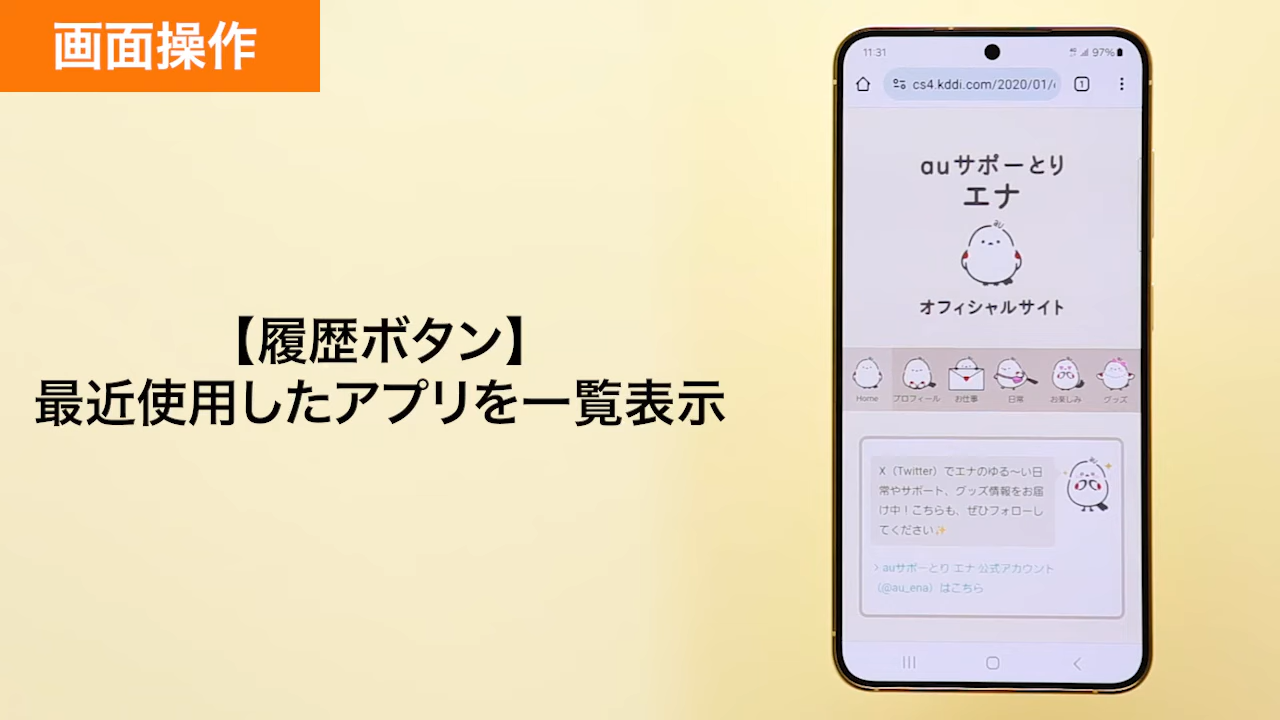 画面操作
【履歴ボタン】
最近使用したアプリを一覧表示
11:31
97%
cs4.kddi.com/2020/01/
1
auサポーとり
エナ
au
オフィシャルサイト
Home プロフィール お仕事 日常 お楽しみ グッズ
X（Twitter）でエナのゆる〜い日
常やサポート、グッズ情報をお届
け中！こちらも、ぜひフォローし
てください✨
> auサポーとり エナ 公式アカウント
（@au_ena）はこちら